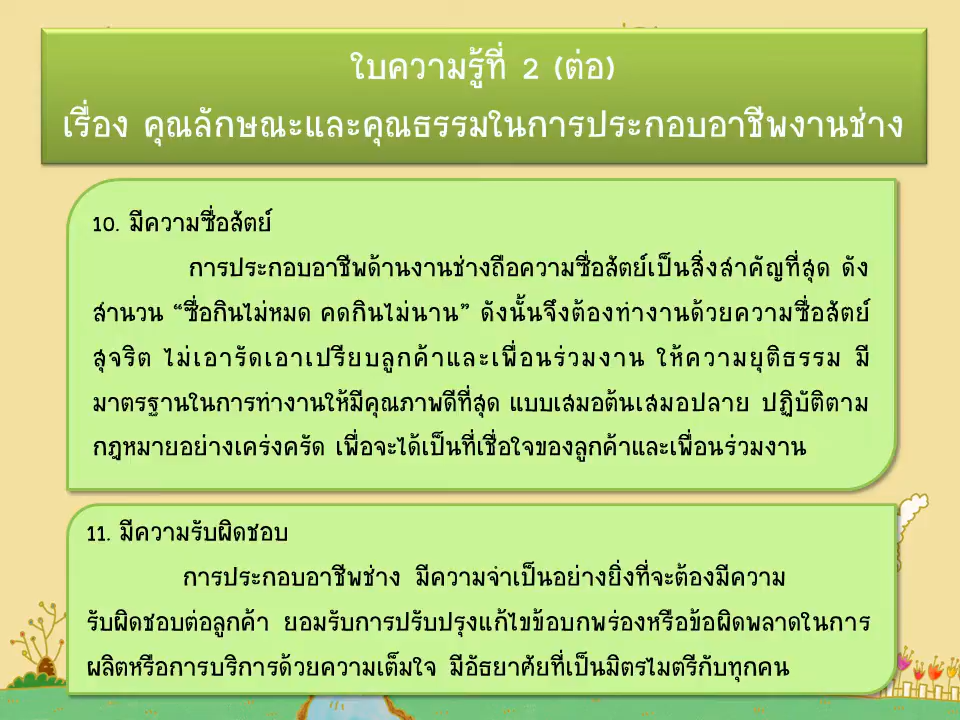 ใบความรู้ที่ 2 (ต่อ)
เรื่อง คุณลักษณะและคุณธรรมในการประกอบอาชีพงานช่าง
10. มีความซื่อสัตย์
การประกอบอาชีพด้านงานช่างถือความซื่อสัตย์เป็นสิ่งสำคัญที่สุด ดัง
สำนวน “ซื่อกินไม่หมด คดกินไม่นาน” ดังนั้นจึงต้องทำงานด้วยความซื่อสัตย์
สุจริต ไม่เอารัดเอาเปรียบลูกค้าและเพื่อนร่วมงาน ให้ความยุติธรรม มี
มาตรฐานในการทำงานให้มีคุณภาพดีที่สุด แบบเสมอต้นเสมอปลาย ปฏิบัติตาม
กฎหมายอย่างเคร่งครัด เพื่อจะได้เป็นที่เชื่อใจของลูกค้าและเพื่อนร่วมงาน
11. มีความรับผิดชอบ
การประกอบอาชีพช่าง มีความจำเป็นอย่างยิ่งที่จะต้องมีความ
รับผิดชอบต่อลูกค้า ยอมรับการปรับปรุงแก้ไขข้อบกพร่องหรือข้อผิดพลาดในการ
ผลิตหรือการบริการด้วยความเต็มใจ มีอัธยาศัยที่เป็นมิตรไมตรีกับทุกคน